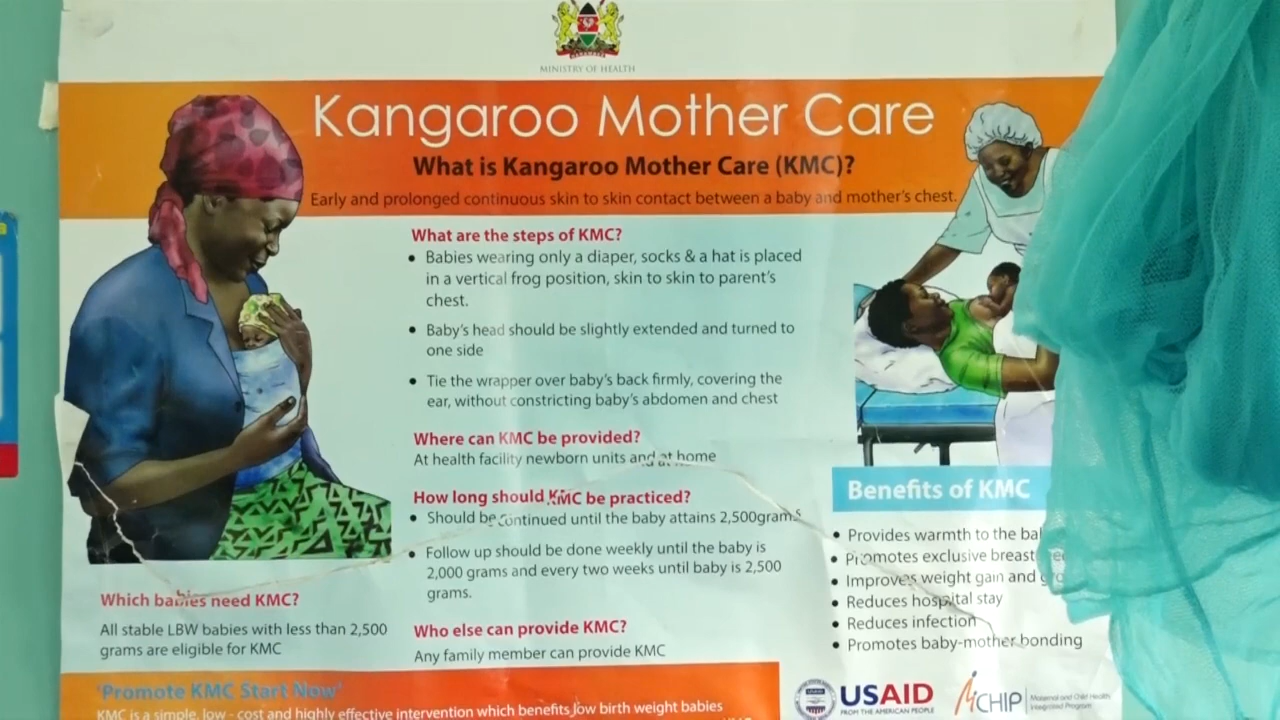 MINISTRY OF HEALTH
Kangaroo Mother Care
What is Kangaroo Mother Care (KMC)?
Early and prolonged continuous skin to skin contact between a baby and mother's chest.
What are the steps of KMC?
• Babies wearing only a diaper, socks & a hat is placed
in a vertical frog position, skin to skin to parent's
chest.
• Baby's head should be slightly extended and turned to
one side
• Tie the wrapper over baby's back firmly, covering the
ear, without constricting baby's abdomen and chest
Where can KMC be provided?
At health facility newborn units and at home
How long should KMC be practiced?
• Should be continued until the baby attains 2,500grams
• Follow up should be done weekly until the baby is
2,000 grams and every two weeks until baby is 2,500
grams.
Who else can provide KMC?
Any family member can provide KMC
Which babies need KMC?
All stable LBW babies with less than 2,500
grams are eligible for KMC
Benefits of KMC
• Provides warmth to the
• Promotes exclusive
• Improves weight gain and
• Reduces hospital stay
• Reduces infection
• Promotes baby-mother bonding
'Promote KMC Start Now'
KMC is a simple, low - cost and highly effective intervention which benefits low birth weight babies
USAID
FROM THE AMERICAN PEOPLE
MCHIP
Maternal and Child Health
Integrated Program